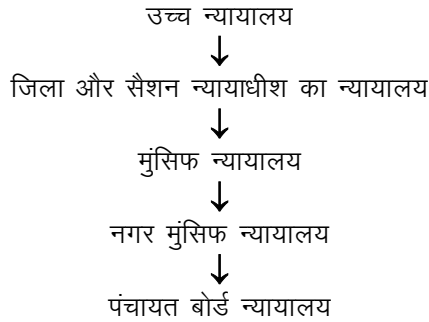 उच्च न्यायालय
↓
जिला और सैशन न्यायाधीश का न्यायालय
↓
मुंसिफ न्यायालय
↓
नगर मुंसिफ न्यायालय
↓
पंचायत बोर्ड न्यायालय